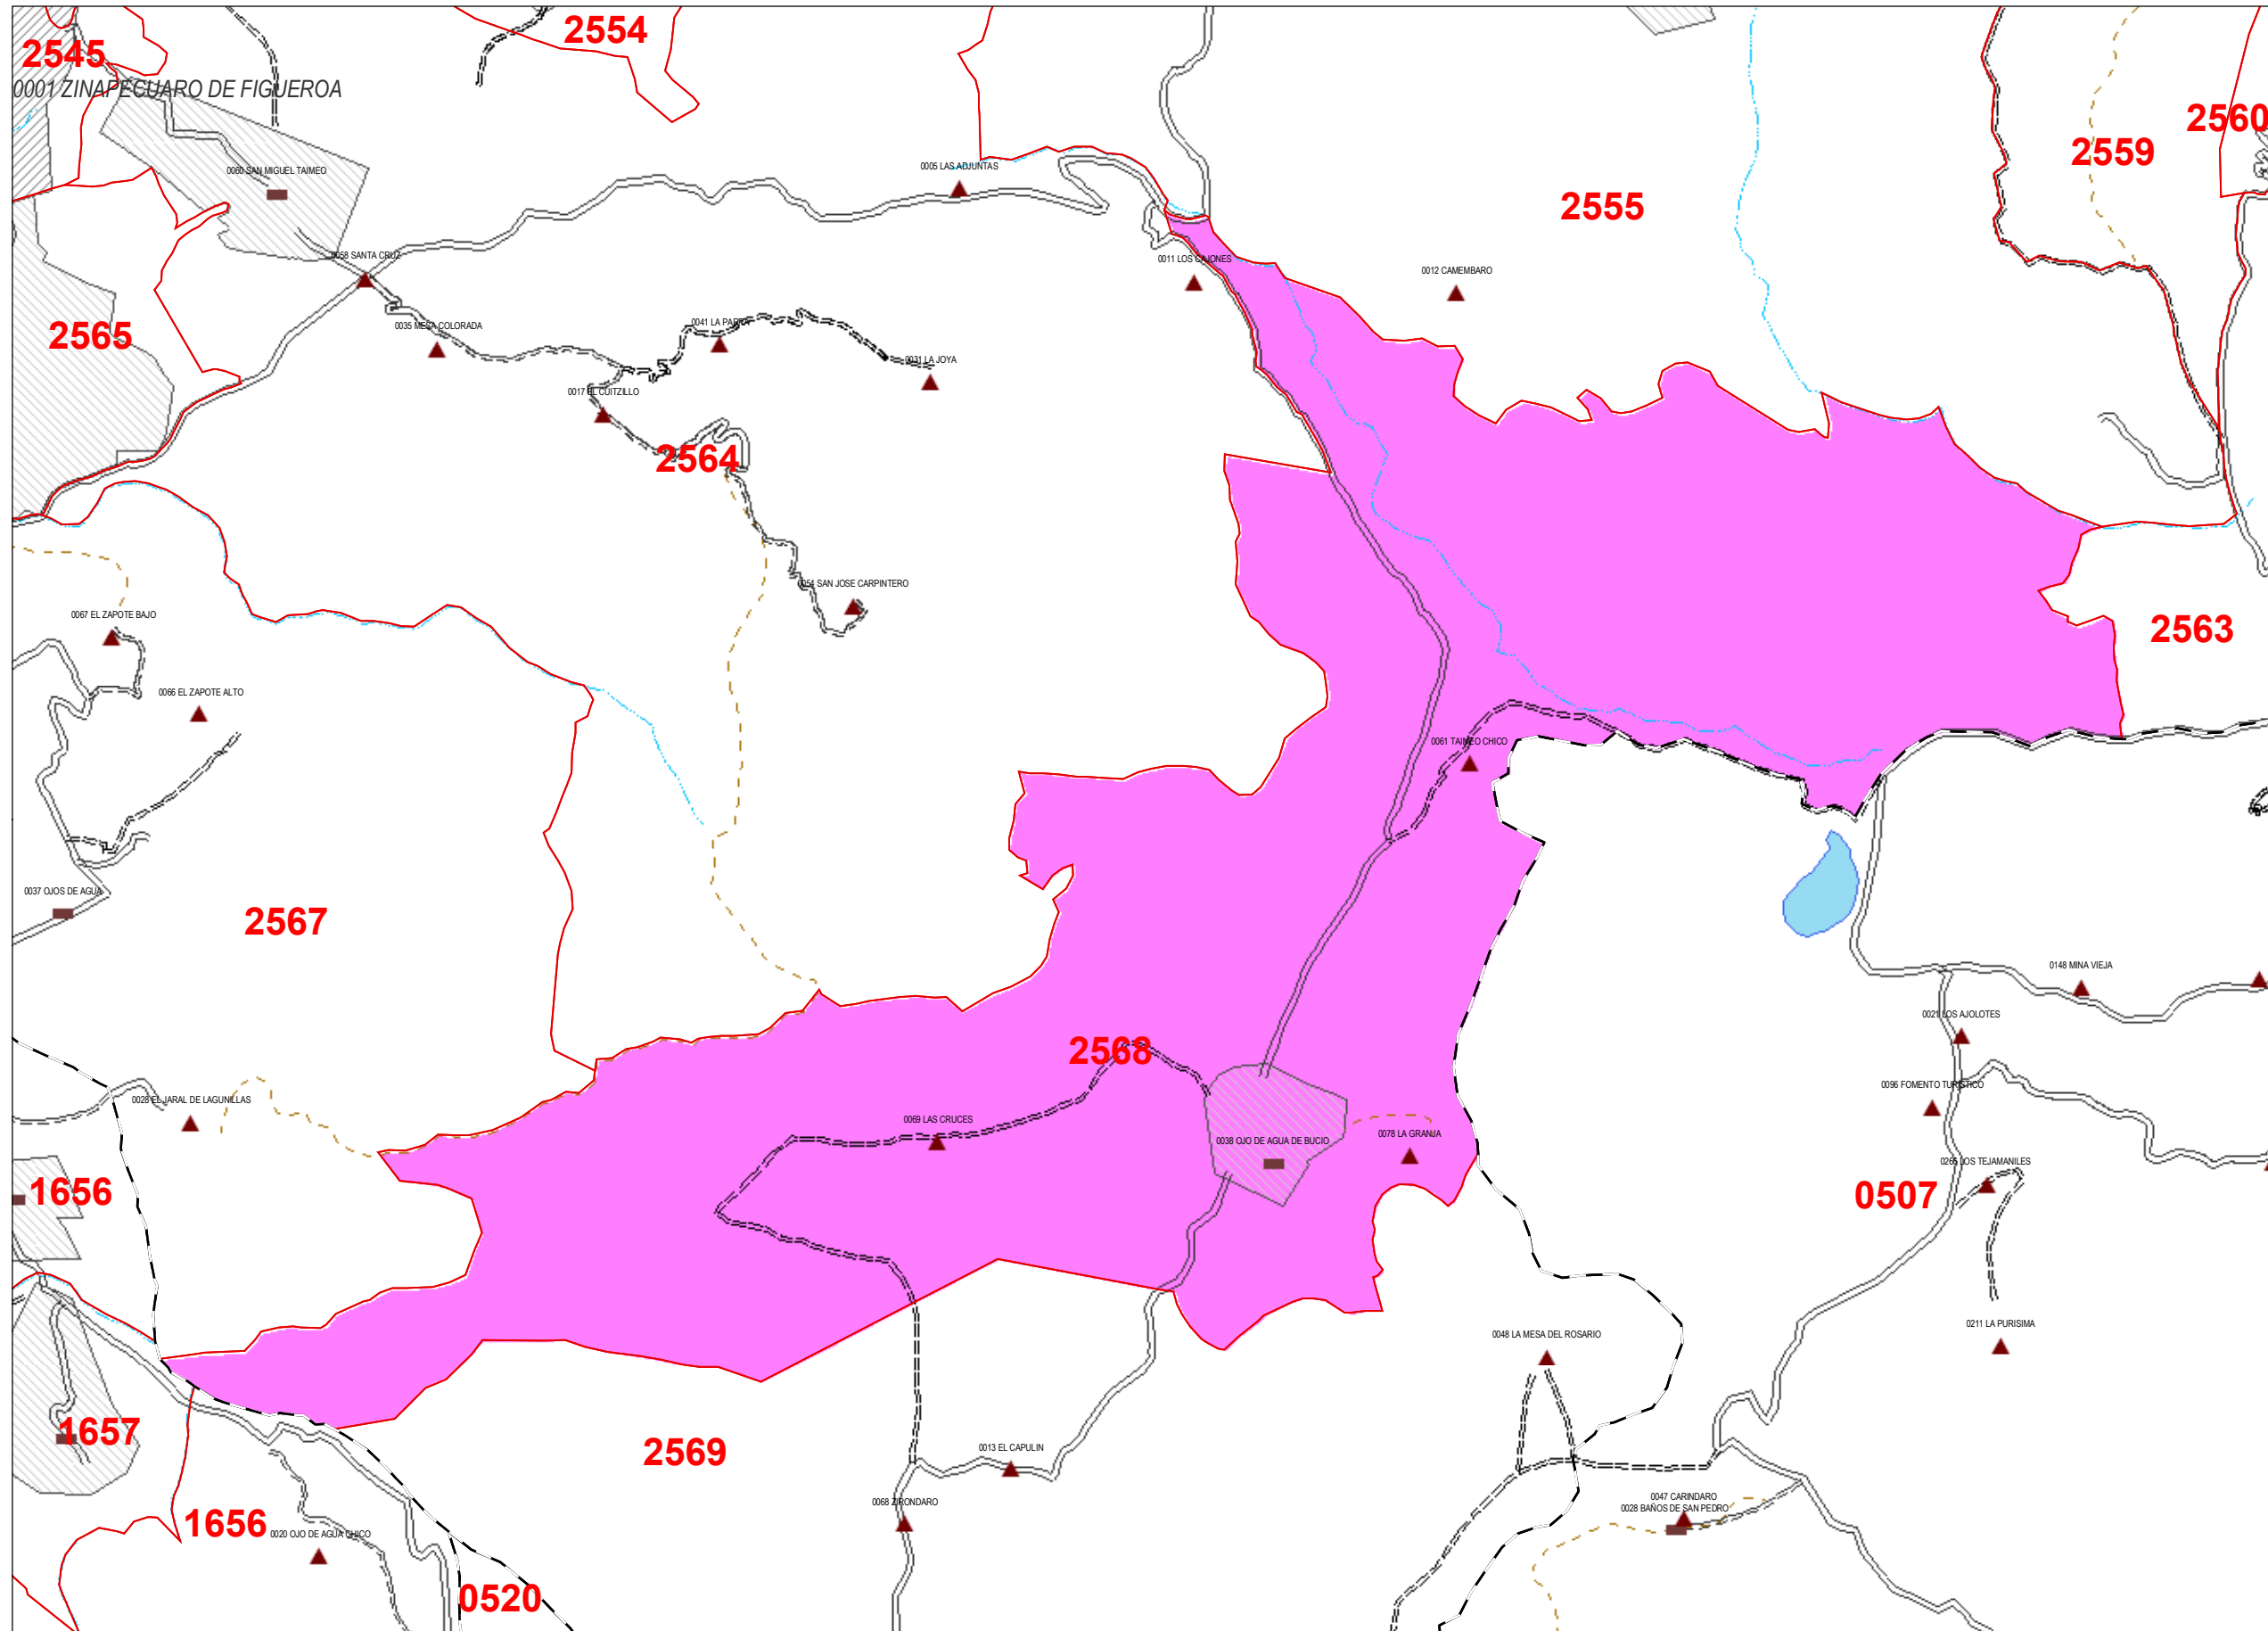 2554
2545
0001 ZINAPECUARO DE FIGUEROA
2560
2559
0005 LAS ADJUNTAS
0060 SAN MIGUEL TAIMEO
2555
0058 SANTA CRUZ
0011 LOS CAJONES
0012 CAMEMBARO
2565
0035 MESA COLORADA
0041 LA PARRA
0031 LA JOYA
0017 EL CUITZILLO
2564
0054 SAN JOSE CARPINTERO
0067 EL ZAPOTE BAJO
2563
0066 EL ZAPOTE ALTO
0061 TAIMEO CHICO
0037 OJOS DE AGUA
2567
0148 MINA VIEJA
0021 LOS AJOLOTES
2568
0096 FOMENTO TURISTICO
0028 EL JARAL DE LAGUNILLAS
0069 LAS CRUCES
0038 OJO DE AGUA DE BUCIO
0078 LA GRANJA
0265 LOS TEJAMANILES
1656
0507
0211 LA PURISIMA
0048 LA MESA DEL ROSARIO
1657
2569
0013 EL CAPULIN
0068 ZIRONDARO
0047 CARINDARO
0028 BAÑOS DE SAN PEDRO
1656
0020 OJO DE AGUA CHICO
0520